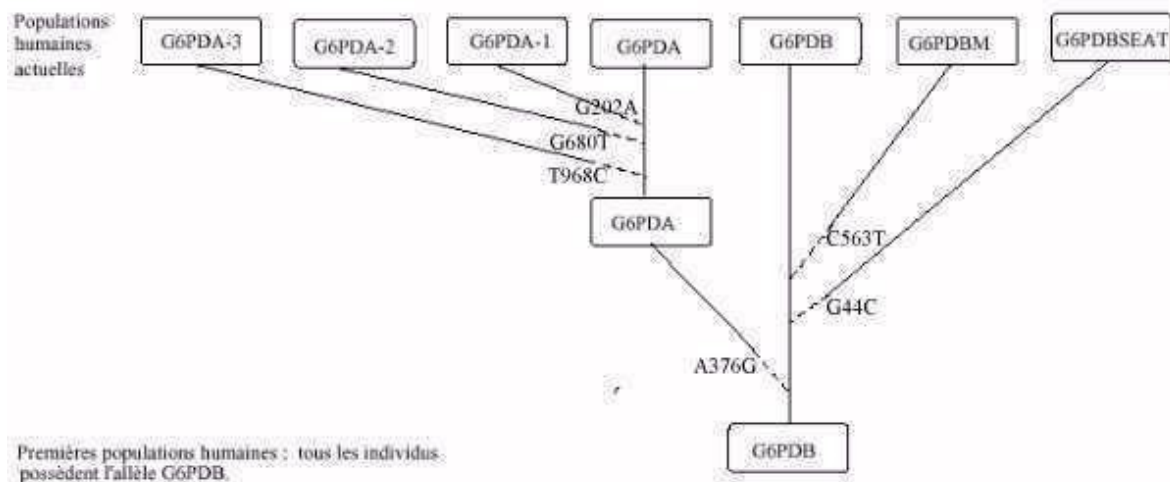 Populations
humaines
actuelles
G6PDA-3 G6PDA-2 G6PDA-1 G6PDA G6PDB G6PDBM G6PDBSEAT
G202A
G680T
T968C
G6PDA
C563T
G44C
A376G
G6PDB
Premières populations humaines : tous les individus
possèdent l'allèle G6PDB.